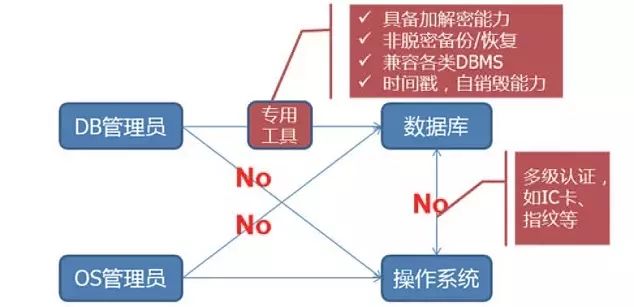 具备加解密能力
非脱密备份/恢复
兼容各类DBMS
时间戳，自销毁能力
DB管理员
专用
工具
数据库
No
No
No
多级认证，
如IC卡、
指纹等
OS管理员
操作系统